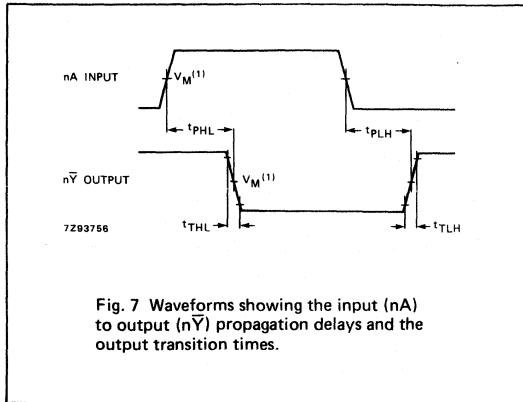 nA INPUT
VM(1)
tPHL
tPLH
nY̅ OUTPUT
VM(1)
7Z93756
tTHL
tTLH
Fig. 7 Waveforms showing the input (nA)
to output (nY̅) propagation delays and the
output transition times.